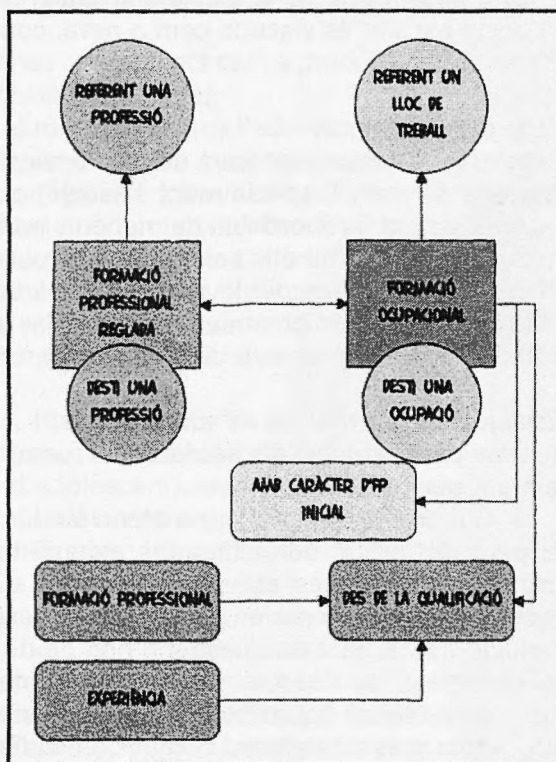 REFERENT UNA
PROFESSIÓ
REFERENT UN
LLOC DE
TREBALL
FORMACIÓ
PROFESSIONAL
REGLADA
FORMACIÓ
OCUPACIONAL
DESTÍ UNA
PROFESSIÓ
DESTÍ UNA
OCUPACIÓ
AMB CARÀCTER D'FP
INICIAL
FORMACIÓ PROFESSIONAL
DES DE LA QUALIFICACIÓ
EXPERIÈNCIA